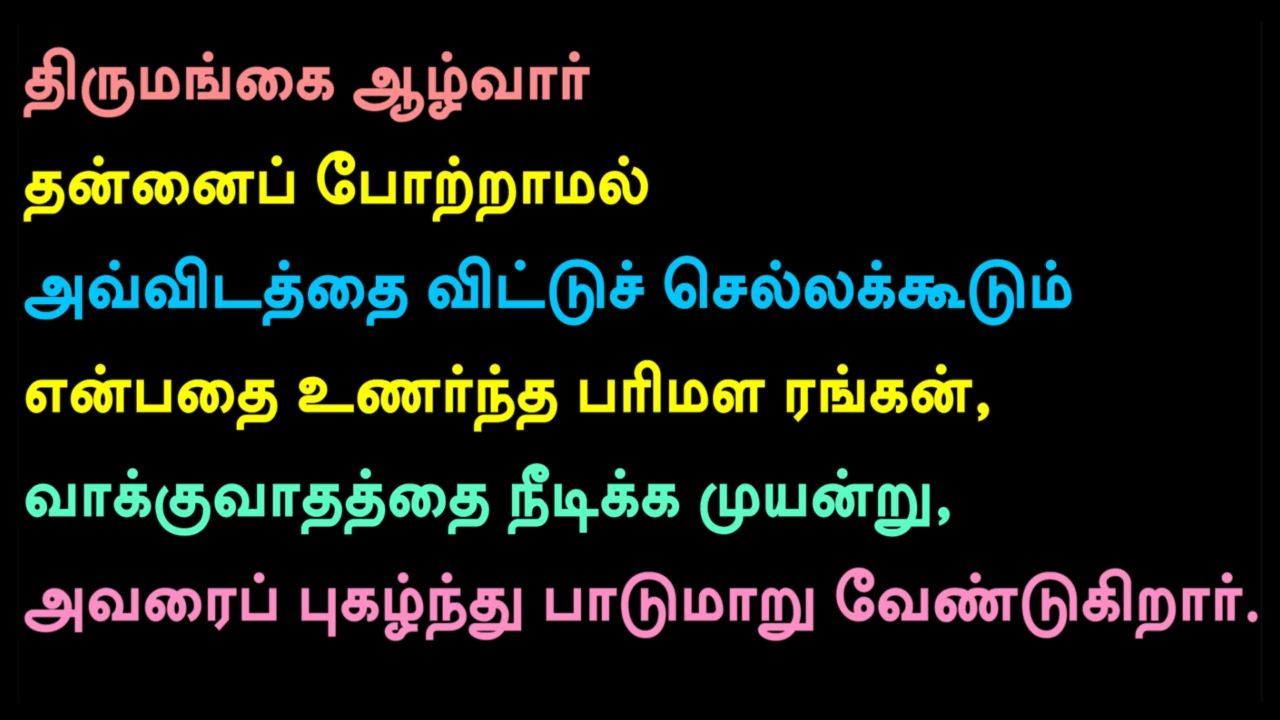 திருமங்கை ஆழ்வார்
தன்னைப் போற்றாமல்
அவ்விடத்தை விட்டுச் செல்லக்கூடும்
என்பதை உணர்ந்த பரிமள ரங்கன்,
வாக்குவாதத்தை நீடிக்க முயன்று,
அவரைப் புகழ்ந்து பாடுமாறு வேண்டுகிறார்.